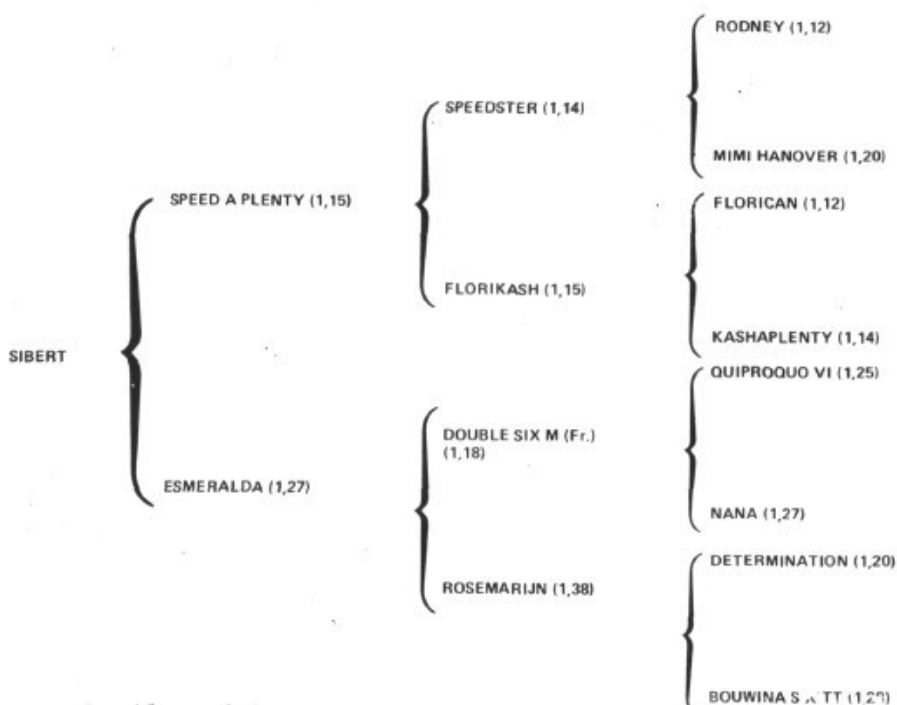 RODNEY (1,12)
SPEEDSTER (1,14)
MIMI HANOVER (1,20)
SPEED A PLENTY (1,15)
FLORICAN (1,12)
FLORIKASH (1,15)
KASHAPLENTY (1,14)
SIBERT
QUIPROQUO VI (1,25)
DOUBLE SIX M (Fr.)
(1,18)
ESMERALDA (1,27)
NANA (1,27)
DETERMINATION (1,20)
ROSEMARIJN (1,38)
BOUWINA